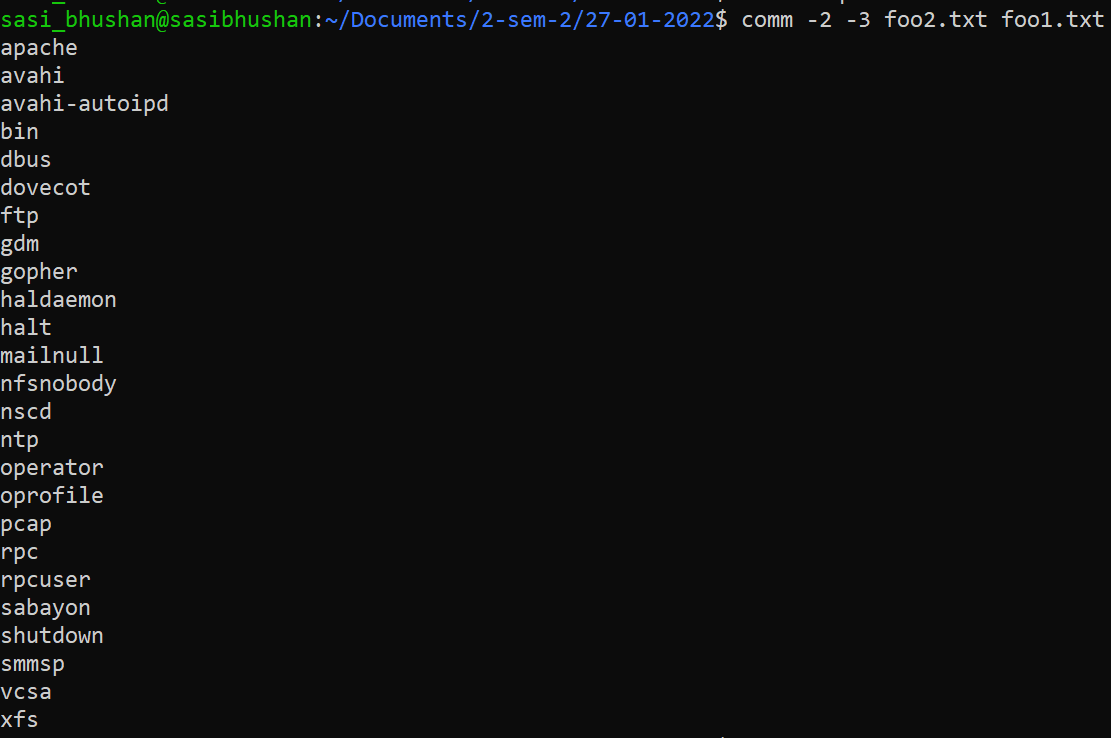 sasi_bhushan@sasibhushan:~/Documents/2-sem-2/27-01-2022$ comm -2 -3 foo2.txt foo1.txt
apache
avahi
avahi-autoipd
bin
dbus
dovecot
ftp
gdm
gopher
haldaemon
halt
mailnull
nfsnobody
nscd
ntp
operator
oprofile
pcap
rpc
rpcuser
sabayon
shutdown
smmsp
vcsa
xfs